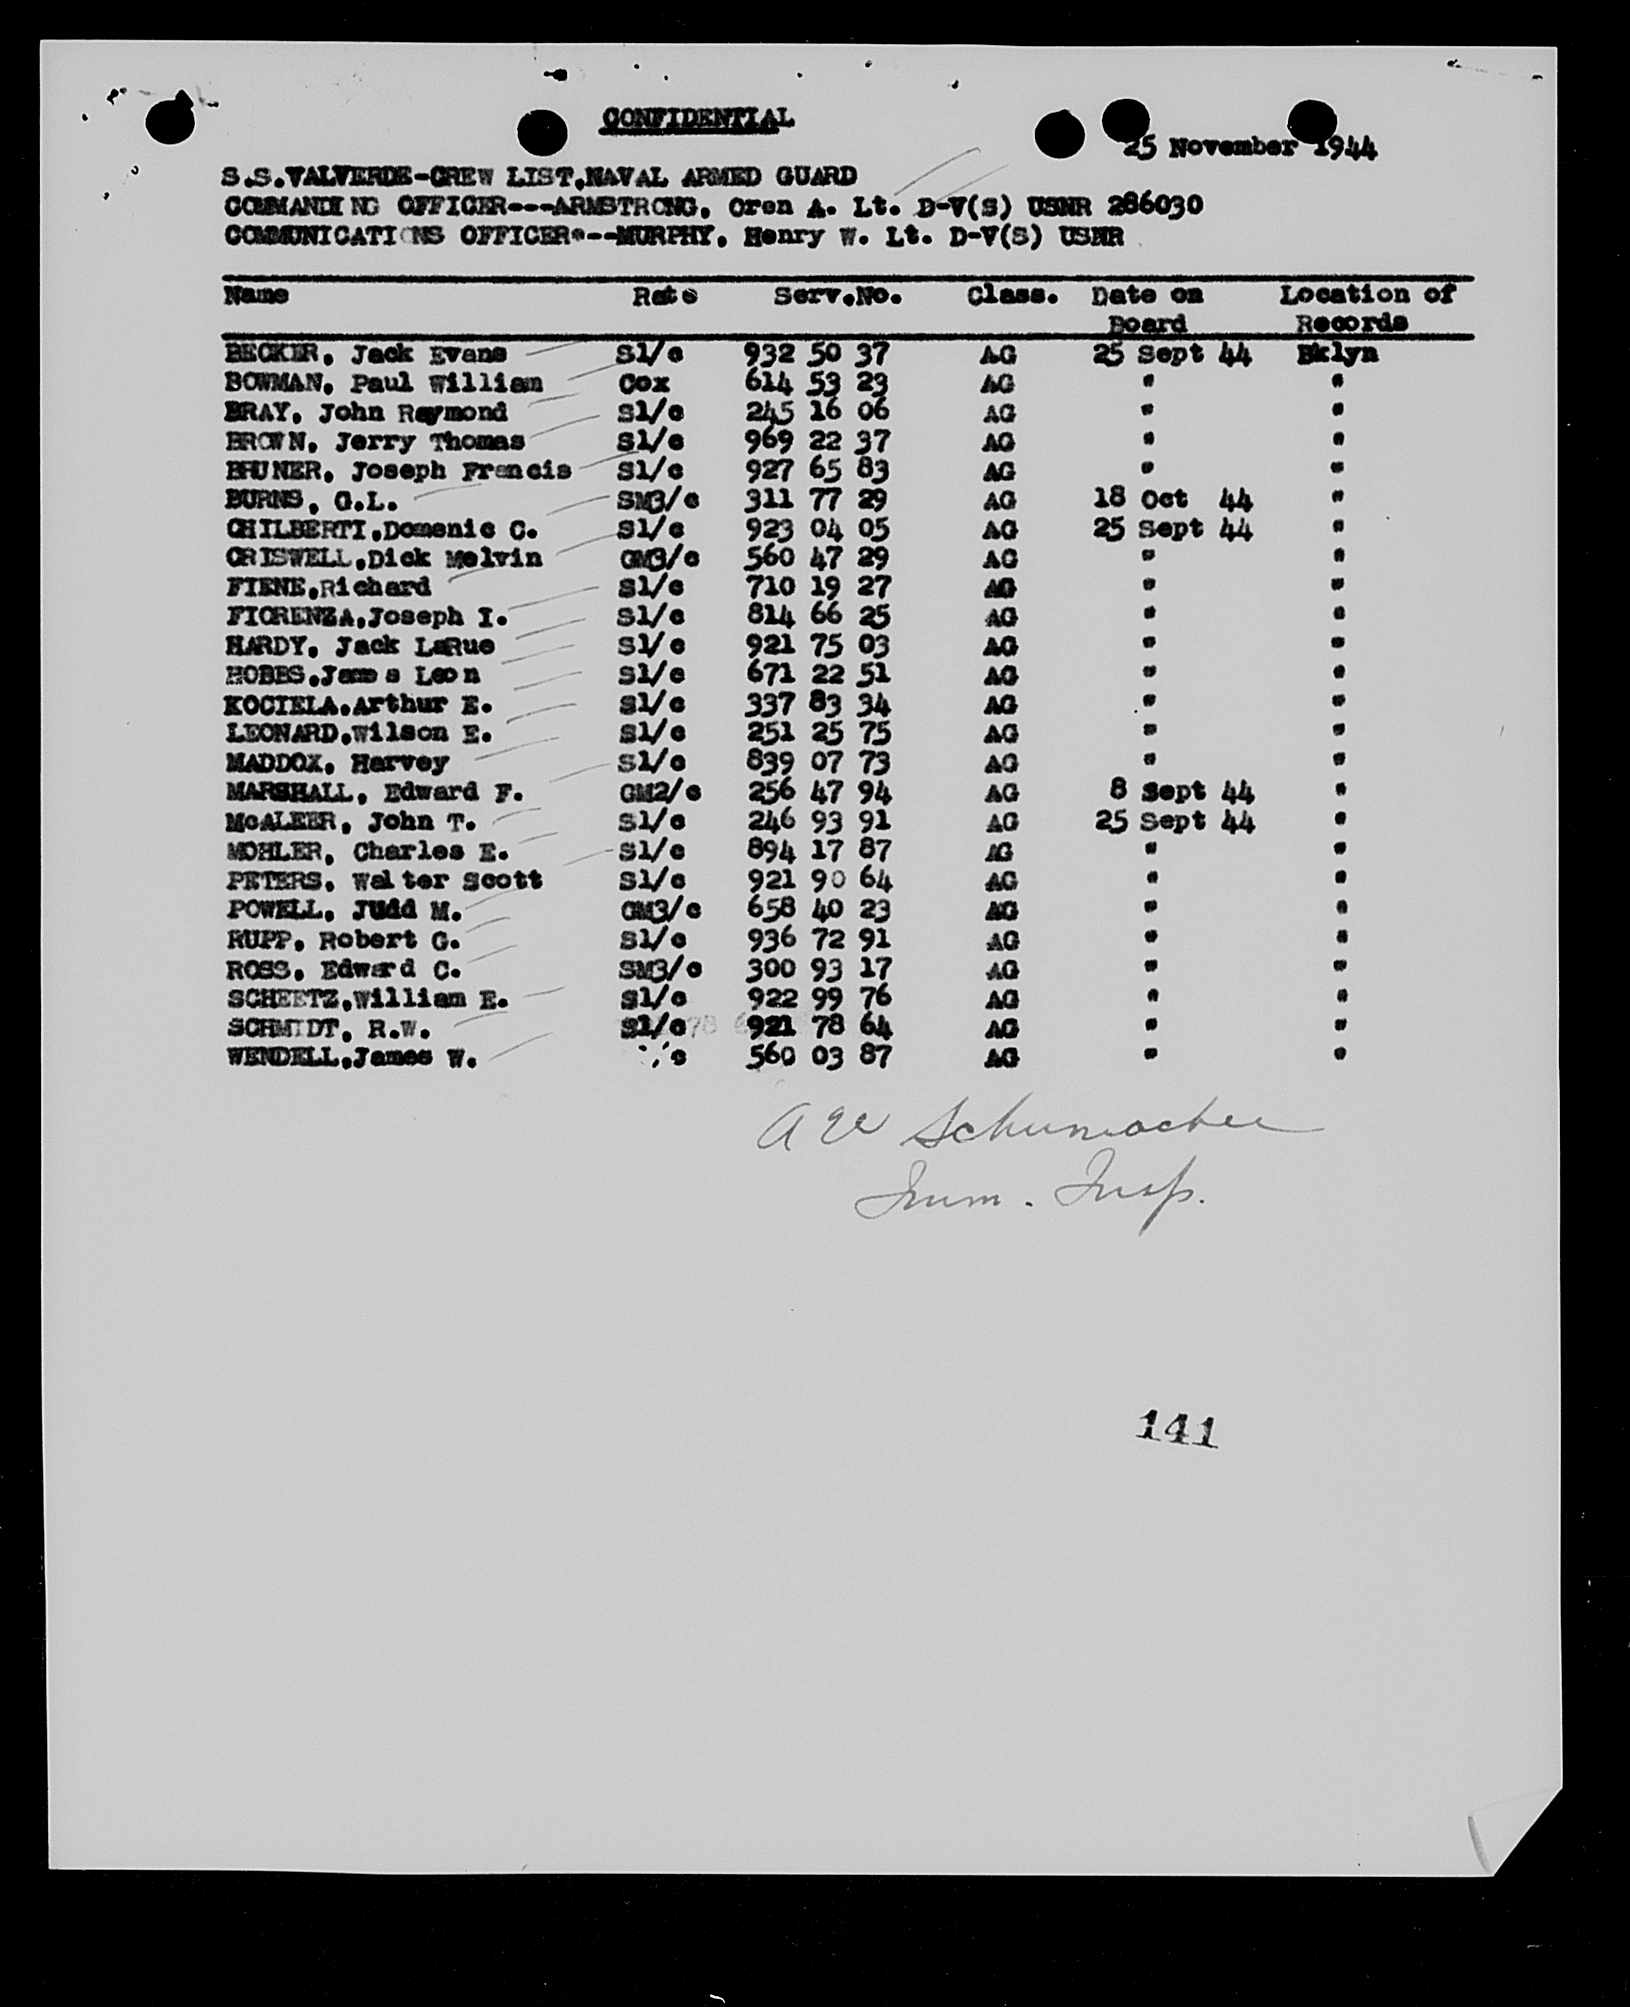 CONFIDENTIAL
25 November 1944
S.S.VALVERDE-CREW LIST,NAVAL ARMED GUARD
COMMANDING OFFICER---ARMSTRONG, Oren A. Lt. D-V(S) USNR 286030
COMMUNICATIONS OFFICER---MURPHY, Henry W. Lt. D-V(S) USNR
Name Rate Serv.No. Class. Date on Location of
Board Records
BECKER, Jack Evans S1/c 932 50 37 AG 25 Sept 44 Bklyn
BOWMAN, Paul William Cox 614 53 23 AG " "
BRAY, John Raymond S1/c 245 16 06 AG " "
BROWN, Jerry Thomas S1/c 969 22 37 AG " "
BRUNER, Joseph Francis S1/c 927 65 83 AG " "
BURNS, G.L. SM3/c 311 77 29 AG 18 Oct 44 "
CHILBERTI,Domenic C. S1/c 923 04 05 AG 25 Sept 44 "
CRISWELL,Dick Melvin GM3/c 560 47 29 AG " "
FIENE,Richard S1/c 710 19 27 AG " "
FIORENZA,Joseph I. S1/c 814 66 25 AG " "
HARDY, Jack LaRue S1/c 921 75 03 AG " "
HOBBS,James Leon S1/c 671 22 51 AG " "
KOCIELA,Arthur E. S1/c 337 83 34 AG " "
LEONARD,Wilson E. S1/c 251 25 75 AG " "
MADDOX, Harvey S1/c 839 07 73 AG " "
MARSHALL, Edward F. GM2/c 256 47 94 AG 8 Sept 44 "
McALEER, John T. S1/c 246 93 91 AG 25 Sept 44 "
MOHLER, Charles E. S1/c 894 17 87 AG " "
PETERS, Walter Scott S1/c 921 90 64 AG " "
POWELL, Judd M. GM3/c 658 40 23 AG " "
RUPP, Robert G. S1/c 936 72 91 AG " "
ROSS, Edward C. SM3/c 300 93 17 AG " "
SCHEETZ,William E. S1/c 922 99 76 AG " "
SCHMIDT, R.W. S1/c 921 78 64 AG " "
WENDELL,James W. 560 03 87 AG " "
Schumacher
Imm. Insp.
141